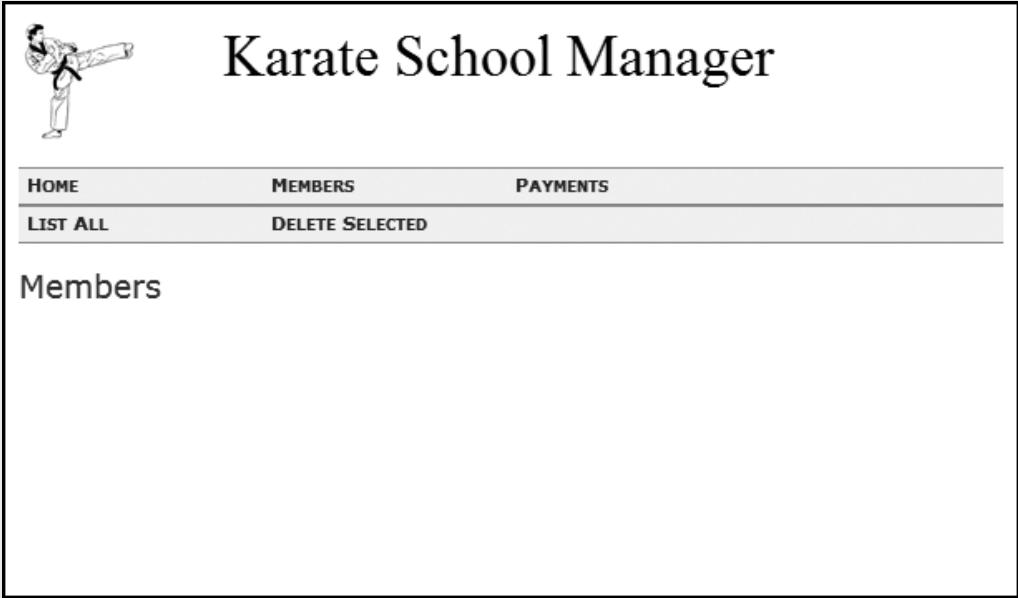 Karate School Manager
HOME MEMBERS PAYMENTS
LIST ALL DELETE SELECTED
Members